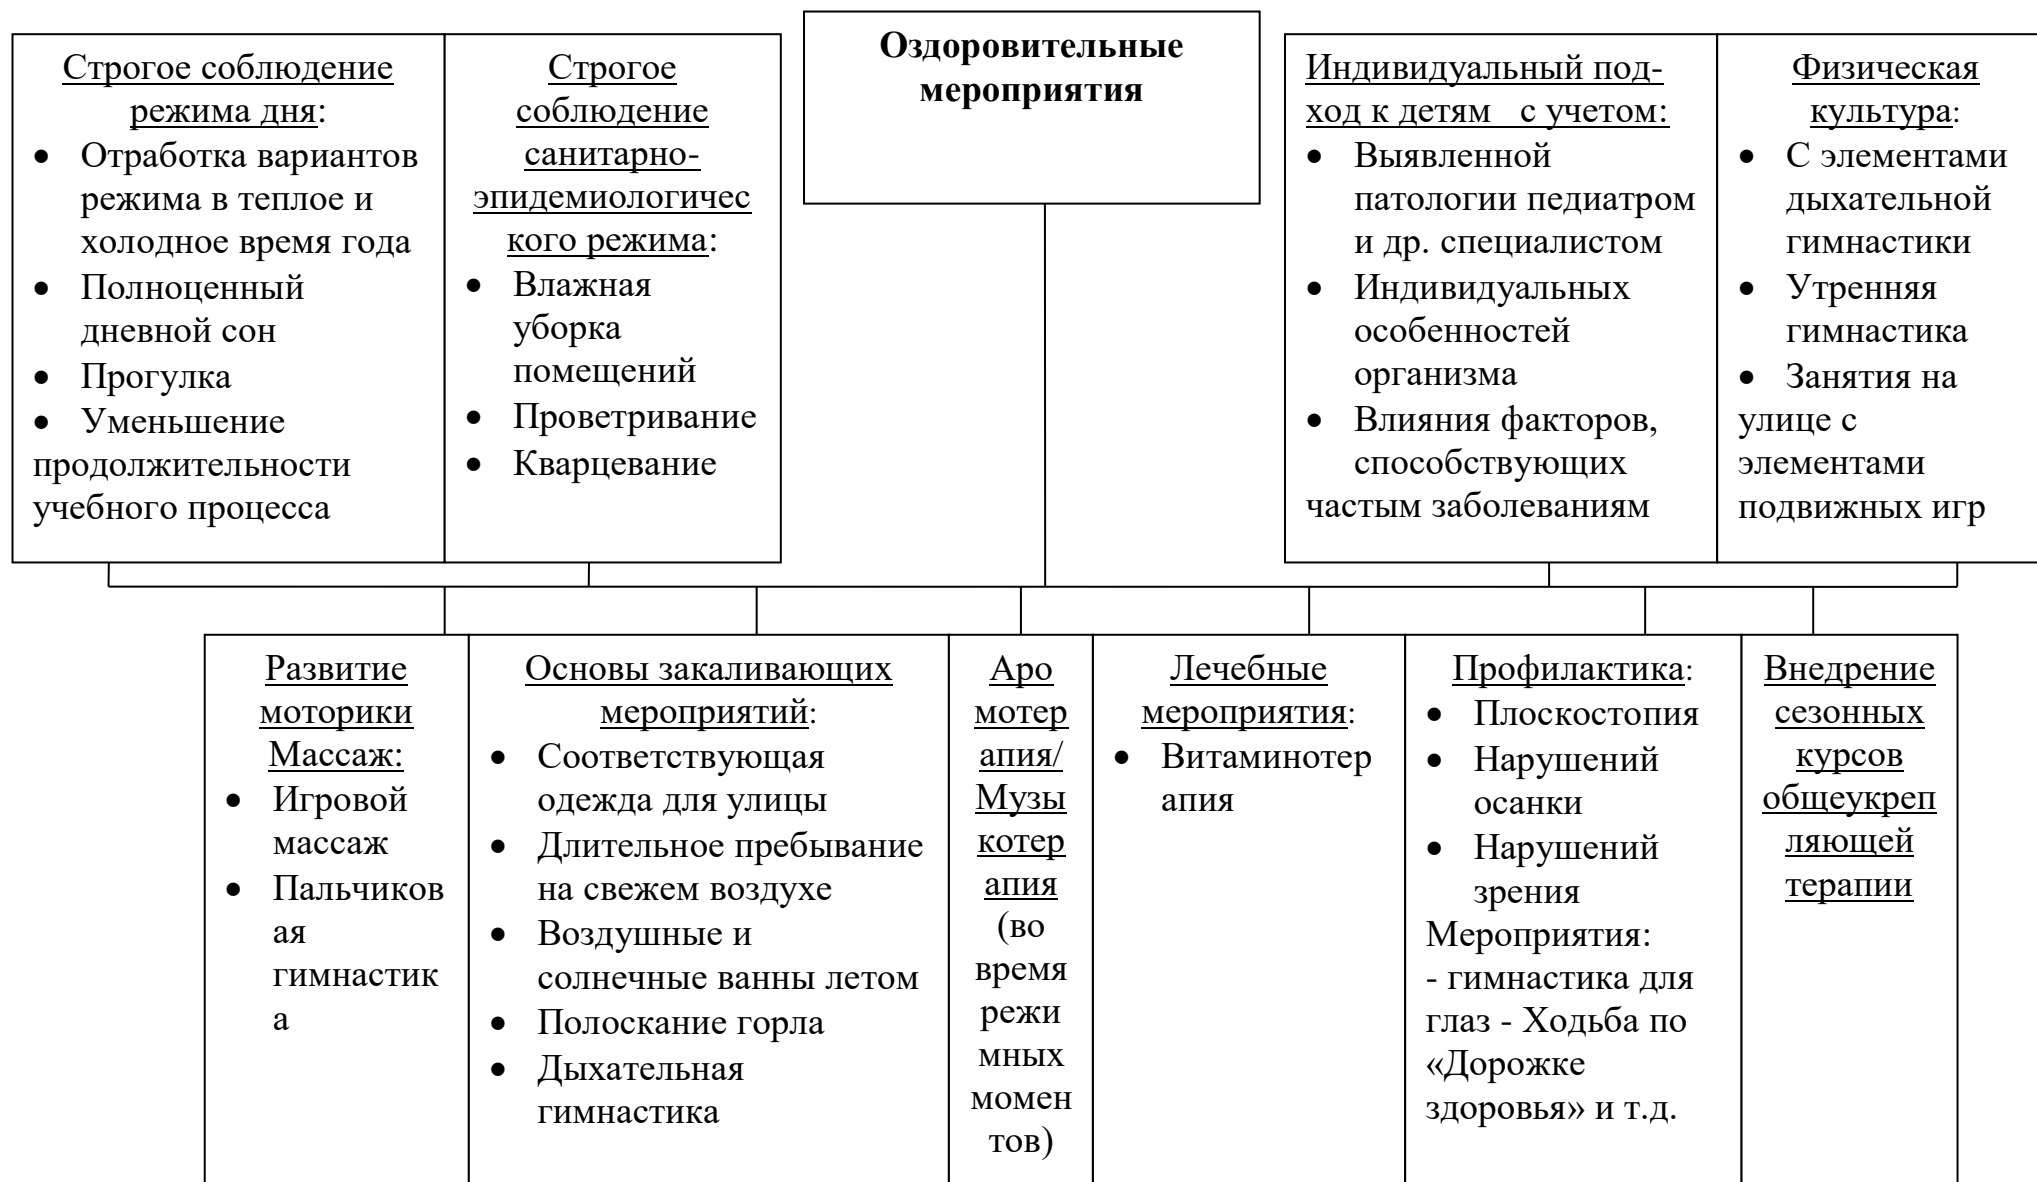 Строгое соблюдение
режима дня:
• Отработка вариантов
режима в теплое и
холодное время года
• Полноценный
дневной сон
• Прогулка
• Уменьшение
продолжительности
учебного процесса
Строгое
соблюдение
санитарно-
эпидемиологичес
кого режима:
• Влажная
уборка
помещений
• Проветривание
• Кварцевание
Оздоровительные
мероприятия
Индивидуальный под-
ход к детям с учетом:
• Выявленной
патологии педиатром
и др. специалистом
• Индивидуальных
особенностей
организма
• Влияния факторов,
способствующих
частым заболеваниям
Физическая
культура:
• С элементами
дыхательной
гимнастики
• Утренняя
гимнастика
• Занятия на
улице с
элементами
подвижных игр
Развитие
моторики
Массаж:
• Игровой
массаж
• Пальчиков
ая
гимнастик
а
Основы закаливающих
мероприятий:
• Соответствующая
одежда для улицы
• Длительное пребывание
на свежем воздухе
• Воздушные и
солнечные ванны летом
• Полоскание горла
• Дыхательная
гимнастика
Аро
мотер
апия/
Музы
котер
апия
(во
время
режи
мных
момен
тов)
Лечебные
мероприятия:
• Витаминотер
апия
Профилактика:
• Плоскостопия
• Нарушений
осанки
• Нарушений
зрения
Мероприятия:
- гимнастика для
глаз - Ходьба по
«Дорожке
здоровья» и т.д.
Внедрение
сезонных
курсов
общеукреп
ляющей
терапии